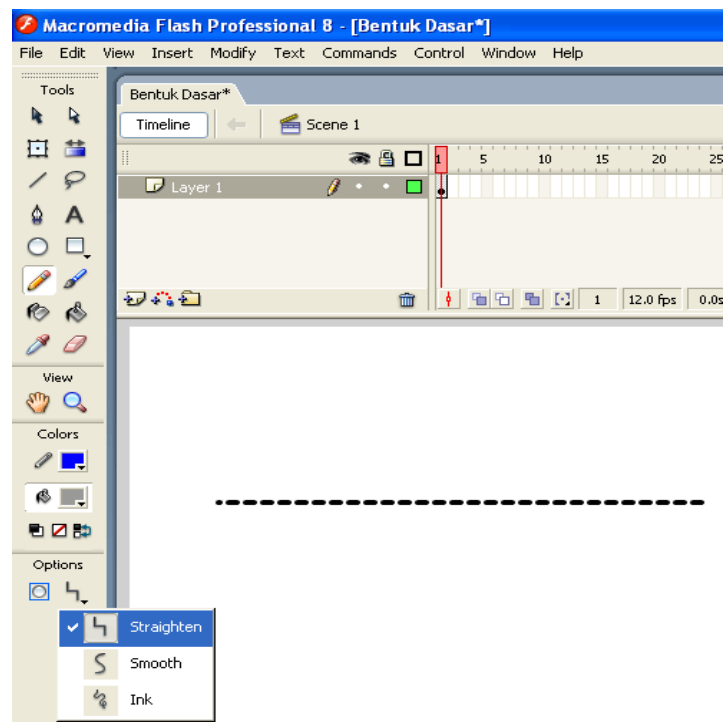 Macromedia Flash Professional 8 - [Bentuk Dasar*]
File Edit View Insert Modify Text Commands Control Window Help
Tools
Bentuk Dasar*
Timeline Scene 1
1 5 10 15 20 25
Layer 1
A
1 12.0 fps 0.0s
View
Colors
Options
Straighten
Smooth
Ink